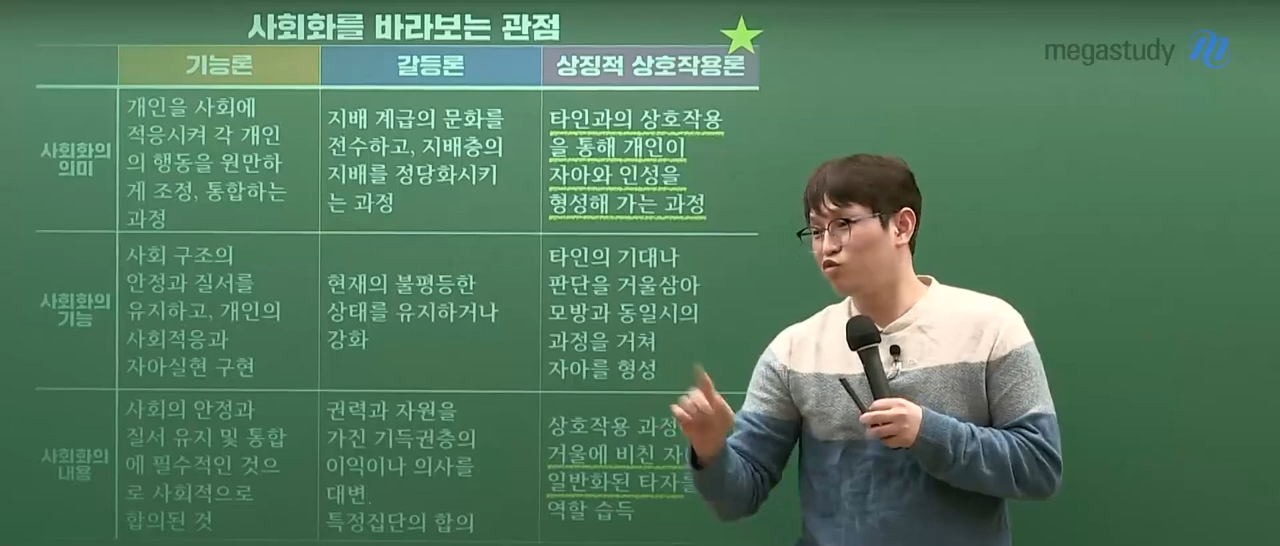 사회화를 바라보는 관점
megastudy
기능론
갈등론
상징적 상호작용론
사회화의
의미
개인을 사회에
적응시켜 각 개인
의 행동을 원만하
게 조정, 통합하는
과정
지배 계급의 문화를
전수하고, 지배층의
지배를 정당화시키
는 과정
타인과의 상호작용
을 통해 개인이
자아와 인성을
형성해 가는 과정
사회화의
기능
사회 구조의
안정과 질서를
유지하고, 개인의
사회적응과
자아실현 구현
현재의 불평등한
상태를 유지하거나
강화
타인의 기대나
판단을 거울삼아
모방과 동일시의
과정을 거쳐
자아를 형성
사회화의
내용
사회의 안정과
질서 유지 및 통합
에 필수적인 것으
로 사회적으로
합의된 것
권력과 자원을
가진 기득권층의
이익이나 의사를
대변.
특정집단의 합의
상호작용 과정
거울에 비친
일반화된 타자를
역할 습득